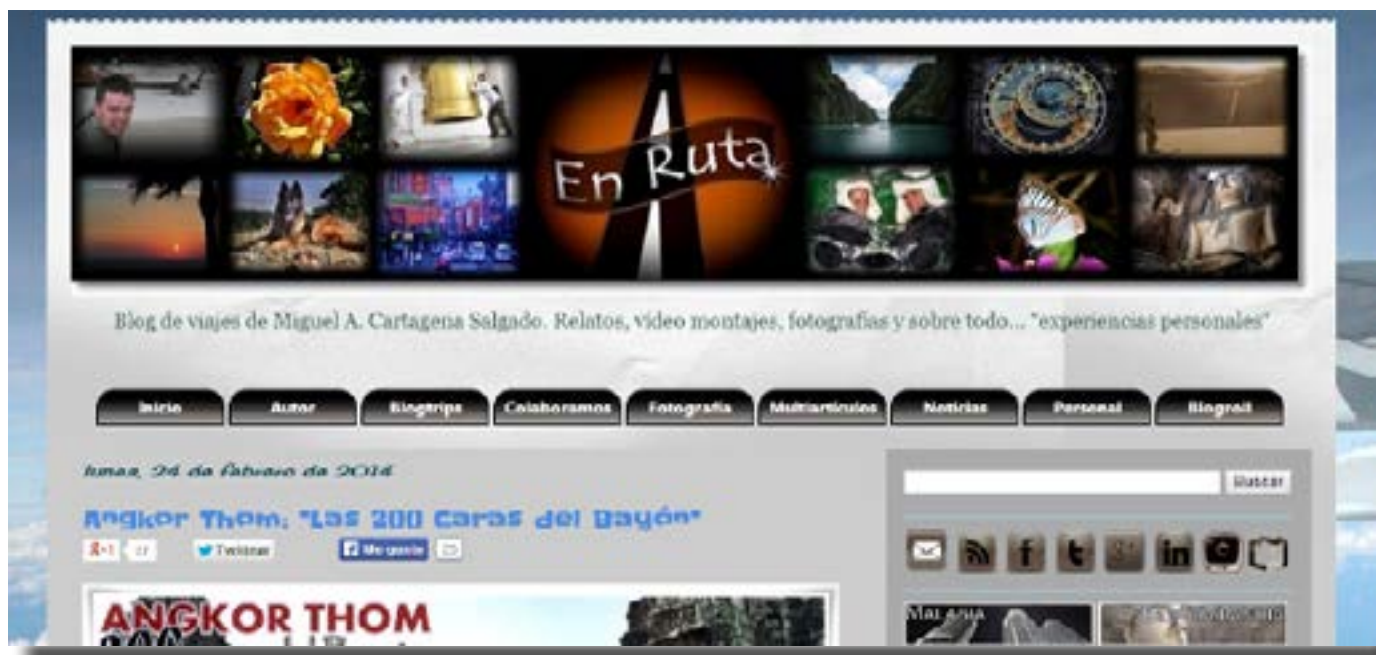 En Ruta
Blog de viajes de Miguel A. Cartagena Salgado. Relatos, video montajes, fotografías y sobre todo... "experiencias personales"
Inicio Autor Blogtrips Colaboramos Fotografía Multiartículos Noticias Personal Blogroll
lunes, 24 de febrero de 2014
Buscar
Angkor Thom: "Las 200 Caras del Bayón"
g+1 Twittear f Me gusta
f t g+ in
ANGKOR THOM